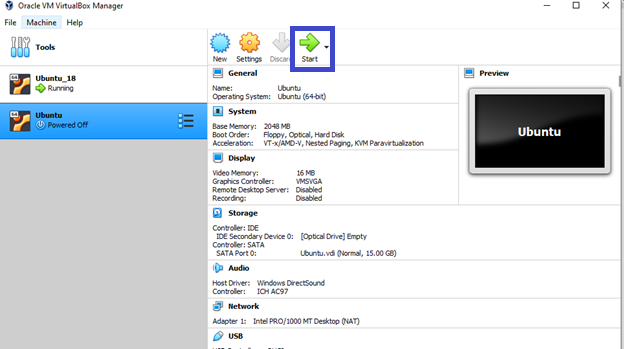 Oracle VM VirtualBox Manager
File Machine Help
Tools
Ubuntu_18
Running
Ubuntu
Powered Off
New Settings Discard Start
General
Name: Ubuntu
Operating System: Ubuntu (64-bit)
System
Base Memory: 2048 MB
Boot Order: Floppy, Optical, Hard Disk
Acceleration: VT-x/AMD-V, Nested Paging, KVM Paravirtualization
Display
Video Memory: 16 MB
Graphics Controller: VMSVGA
Remote Desktop Server: Disabled
Recording: Disabled
Storage
Controller: IDE
IDE Secondary Device 0: [Optical Drive] Empty
Controller: SATA
SATA Port 0: Ubuntu.vdi (Normal, 15.00 GB)
Audio
Host Driver: Windows DirectSound
Controller: ICH AC97
Network
Adapter 1: Intel PRO/1000 MT Desktop (NAT)
USB
Preview
Ubuntu